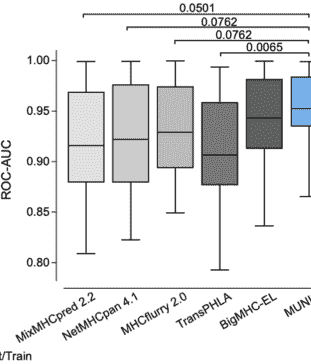 0.0501
0.0762
0.0762
0.0065
1.00
0.95
0.90
0.85
0.80
ROC-AUC
MixMHCpred 2.2
NetMHCpan 4.1
MHCflurry 2.0
TransPHLA
BigMHC-EL
MUNI
t/Train